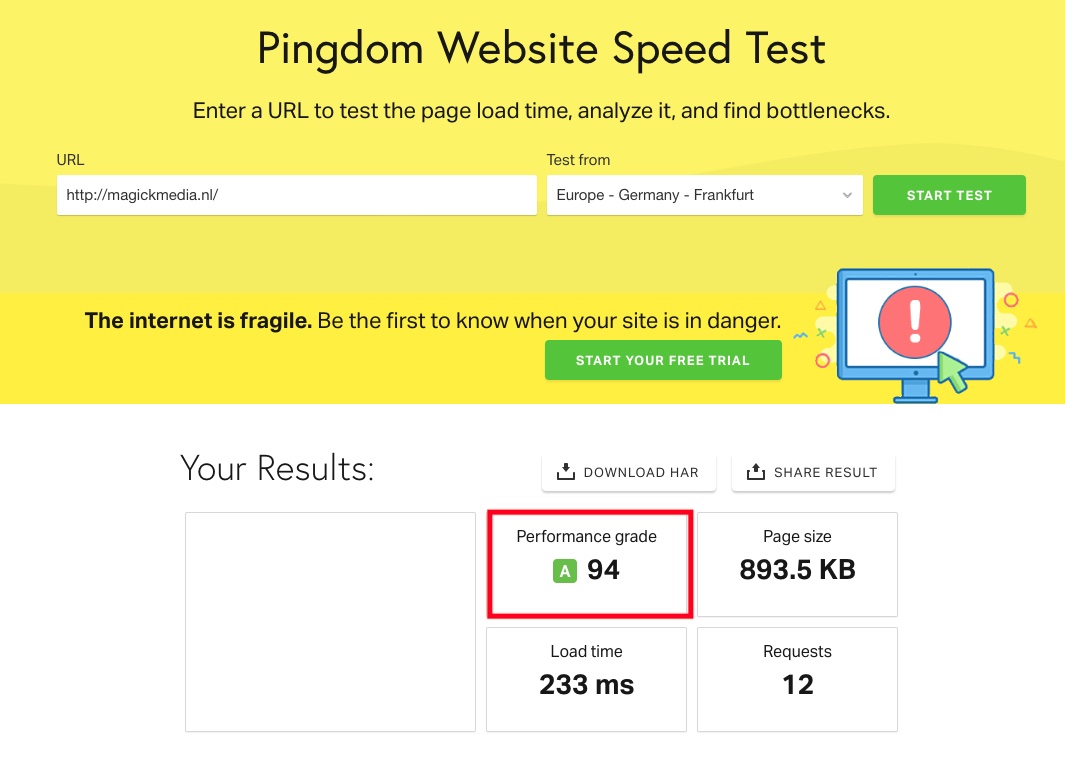 Pingdom Website Speed Test
Enter a URL to test the page load time, analyze it, and find bottlenecks.
URL
Test from
http://magickmedia.nl/
Europe - Germany - Frankfurt
START TEST
The internet is fragile. Be the first to know when your site is in danger.
START YOUR FREE TRIAL
!
Your Results:
DOWNLOAD HAR
SHARE RESULT
Performance grade
A 94
Page size
893.5 KB
Load time
233 ms
Requests
12